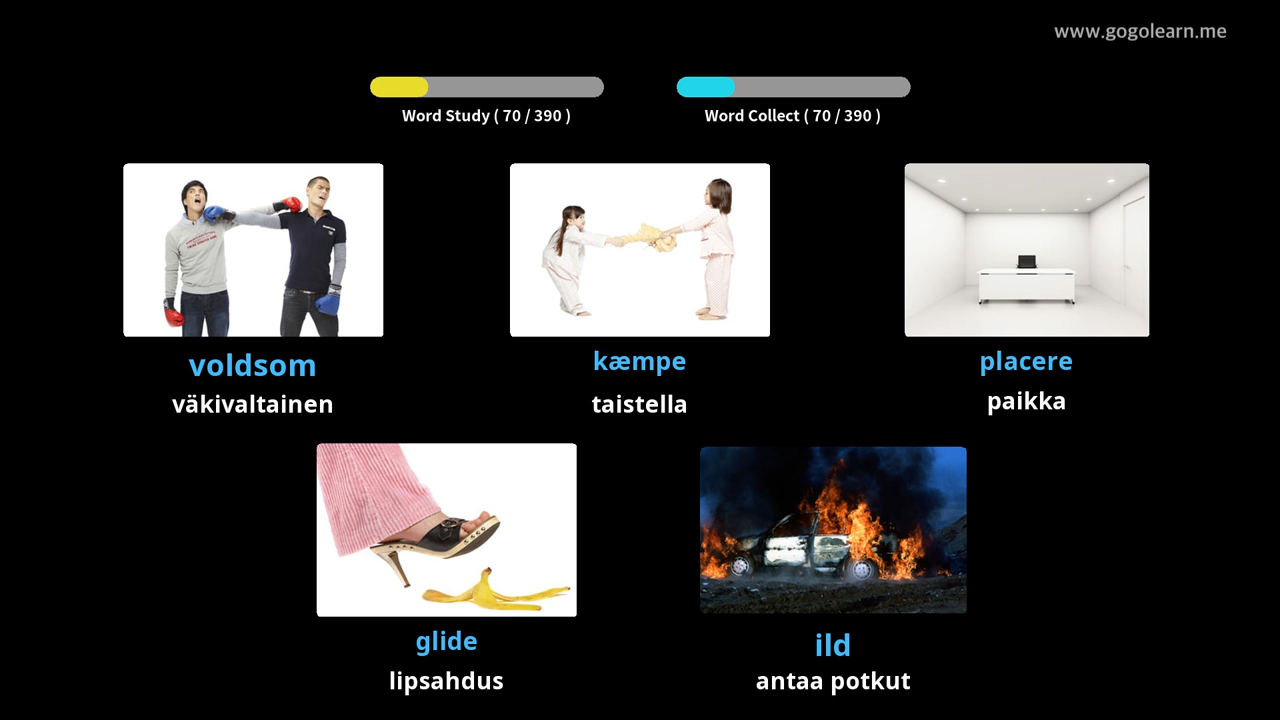 www.gogolearn.me
Word Study ( 70 / 390 )
Word Collect ( 70 / 390 )
voldsom
väkivaltainen
kæmpe
taistella
placere
paikka
glide
lipsahdus
ild
antaa potkut